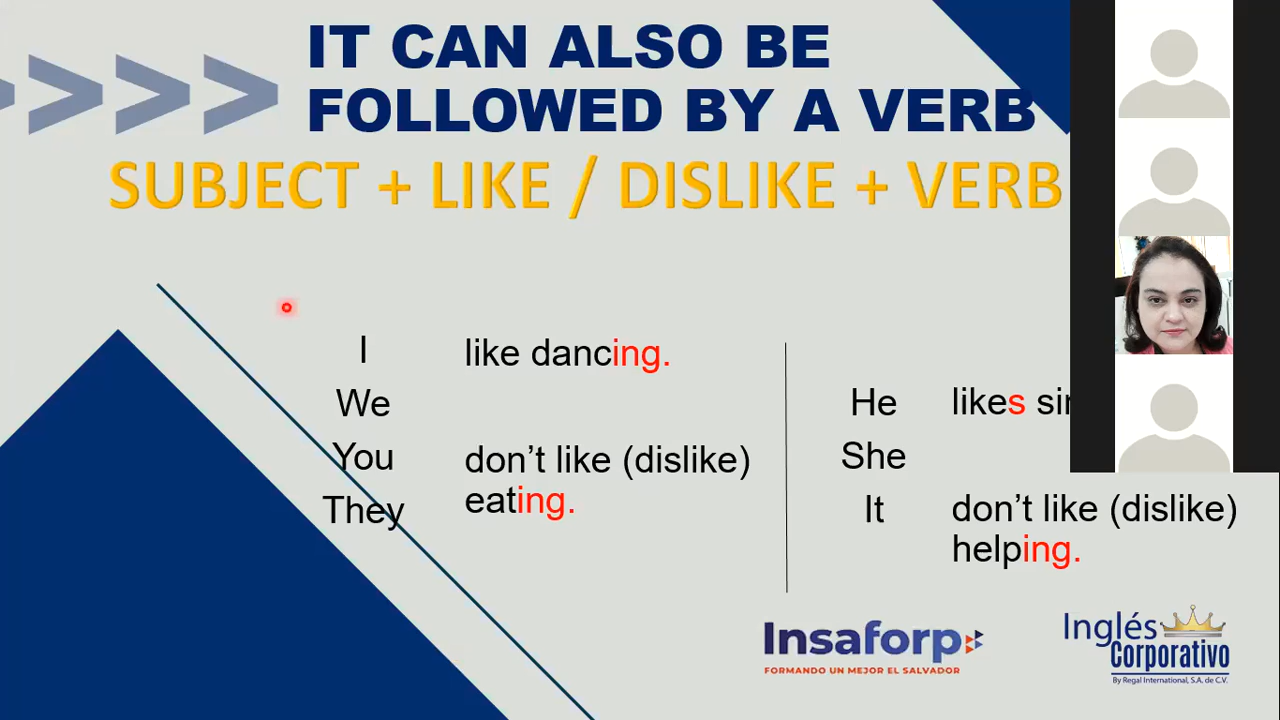 IT CAN ALSO BE
FOLLOWED BY A VERB
SUBJECT + LIKE / DISLIKE + VERB
I
We
You
They
like dancing.
don't like (dislike)
eating.
He
She
It
likes
don't like (dislike)
helping.
Insaforp
FORMANDO UN MEJOR EL SALVADOR
Inglés
Corporativo
By Regal International, S.A. de C.V.